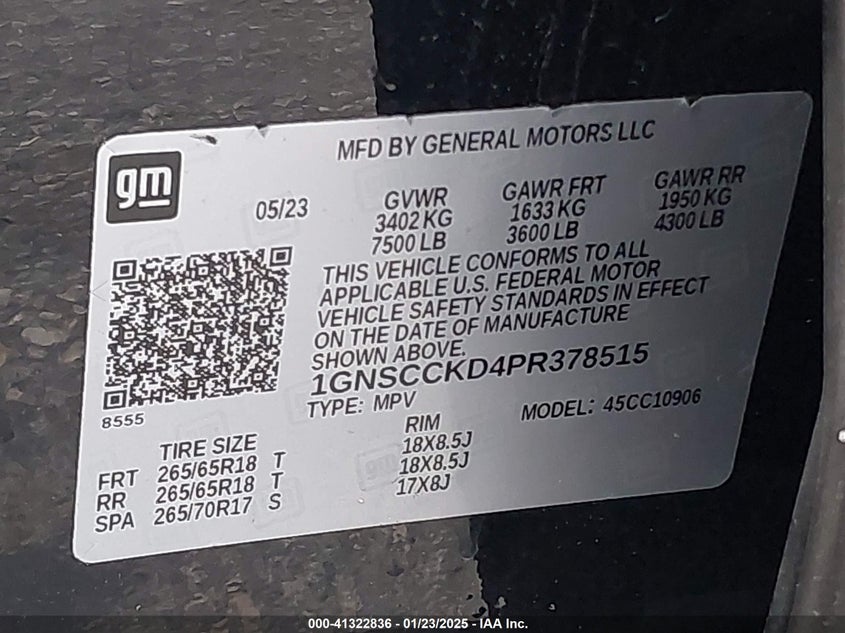 MFD BY GENERAL MOTORS LLC
gm
05/23
GVWR GAWR FRT GAWR RR
3402 KG 1633 KG 1950 KG
7500 LB 3600 LB 4300 LB
THIS VEHICLE CONFORMS TO ALL
APPLICABLE U.S. FEDERAL MOTOR
VEHICLE SAFETY STANDARDS IN EFFECT
ON THE DATE OF MANUFACTURE
SHOWN ABOVE.
1GNSCCKD4PR378515
TYPE: MPV MODEL: 45CC10906
8555
TIRE SIZE RIM
FRT 265/65R18 T 18X8.5J
RR 265/65R18 T 18X8.5J
SPA 265/70R17 S 17X8J
000-41322836 - 01/23/2025 - IAA Inc.